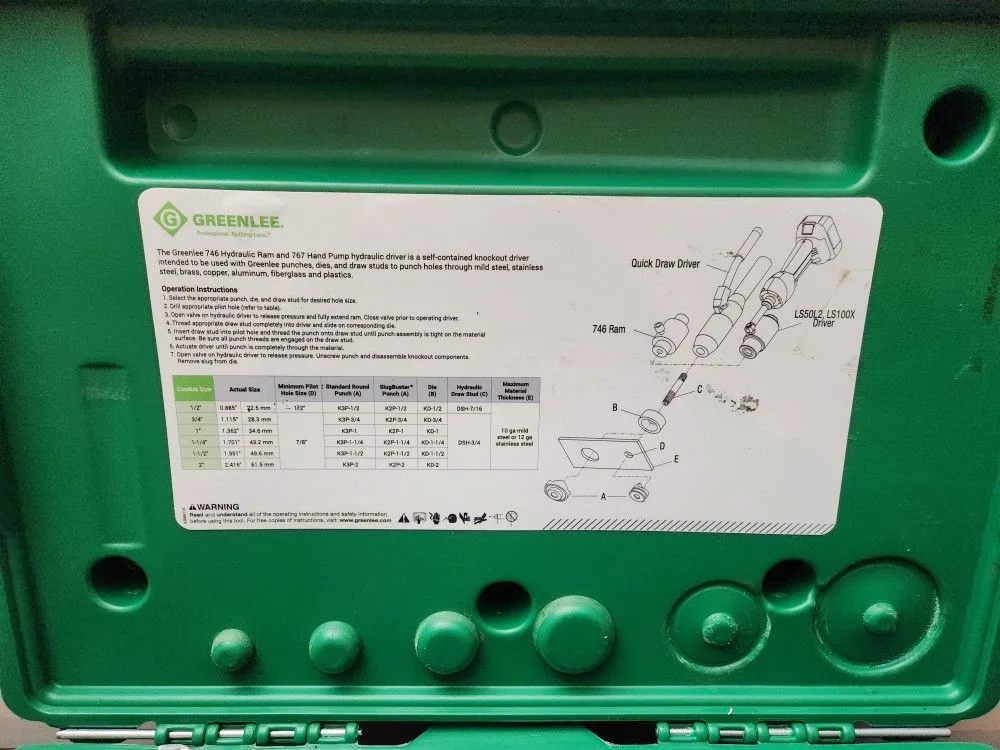 GREENLEE
Professional. Nothing Less.™
The Greenlee 746 Hydraulic Ram and 767 Hand Pump hydraulic driver is a self-contained knockout driver
intended to be used with Greenlee punches, dies, and draw studs to punch holes through mild steel, stainless
steel, brass, copper, aluminum, fiberglass and plastics.
Operation Instructions
1. Select the appropriate punch, die, and draw stud for desired hole size.
2. Drill appropriate pilot hole (refer to table).
3. Open valve on hydraulic driver to release pressure and fully extend ram. Close valve prior to operating driver.
4. Thread appropriate draw stud completely into driver and slide on corresponding die.
5. Insert draw stud into pilot hole and thread the punch onto draw stud until punch assembly is tight on the material
surface. Be sure all punch threads are engaged on the draw stud.
6. Actuate driver until punch is completely through the material.
7. Open valve on hydraulic driver to release pressure. Unscrew punch and disassemble knockout components.
Remove slug from die.
Conduit Size Actual Size Minimum Pilot Hole Size (D) Standard Round Punch (A) SlugBuster® Punch (A) Die (B) Hydraulic Draw Stud (C) Maximum Material Thickness (E)
1/2" 0.885" 22.5 mm 1/2" K3P-1/2 K2P-1/2 KD-1/2 DSH-7/16
3/4" 1.115" 28.3 mm K3P-3/4 K2P-3/4 KD-3/4
1" 1.362" 34.6 mm K3P-1 K2P-1 KD-1
1-1/4" 1.701" 43.2 mm 7/8" K3P-1-1/4 K2P-1-1/4 KD-1-1/4 DSH-3/4 10 ga mild steel or 12 ga stainless steel
1-1/2" 1.951" 49.6 mm K3P-1-1/2 K2P-1-1/2 KD-1-1/2
2" 2.416" 61.5 mm K3P-2 K2P-2 KD-2
WARNING
Read and understand all of the operating instructions and safety information
before using this tool. For free copies of instructions, visit: www.greenlee.com
Quick Draw Driver
LS50L2, LS100X
Driver
746 Ram
C
B
D
E
A